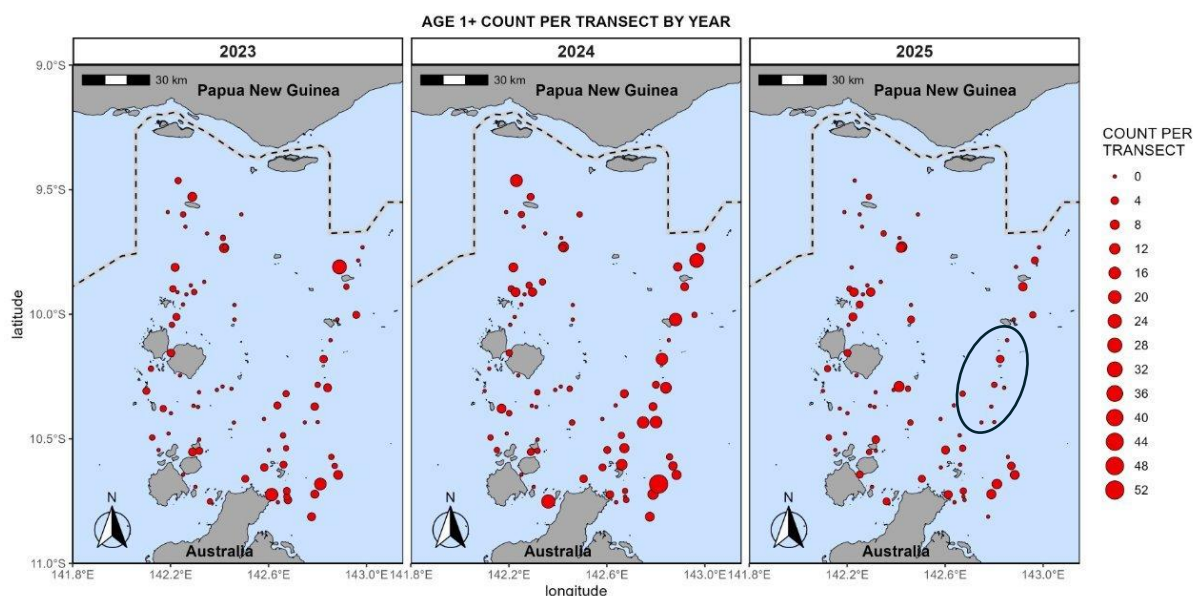 AGE 1+ COUNT PER TRANSECT BY YEAR
2023
2024
2025
30 km
30 km
30 km
Papua New Guinea
Papua New Guinea
Papua New Guinea
9.0°S
9.5°S
10.0°S
10.5°S
11.0°S
latitude
N
N
N
Australia
Australia
Australia
141.8°E
142.2°E
142.6°E
143.0°E
141.8°E
142.2°E
142.6°E
143.0°E
141.8°E
142.2°E
142.6°E
143.0°E
longitude
COUNT PER
TRANSECT
0
4
8
12
16
20
24
28
32
36
40
44
48
52